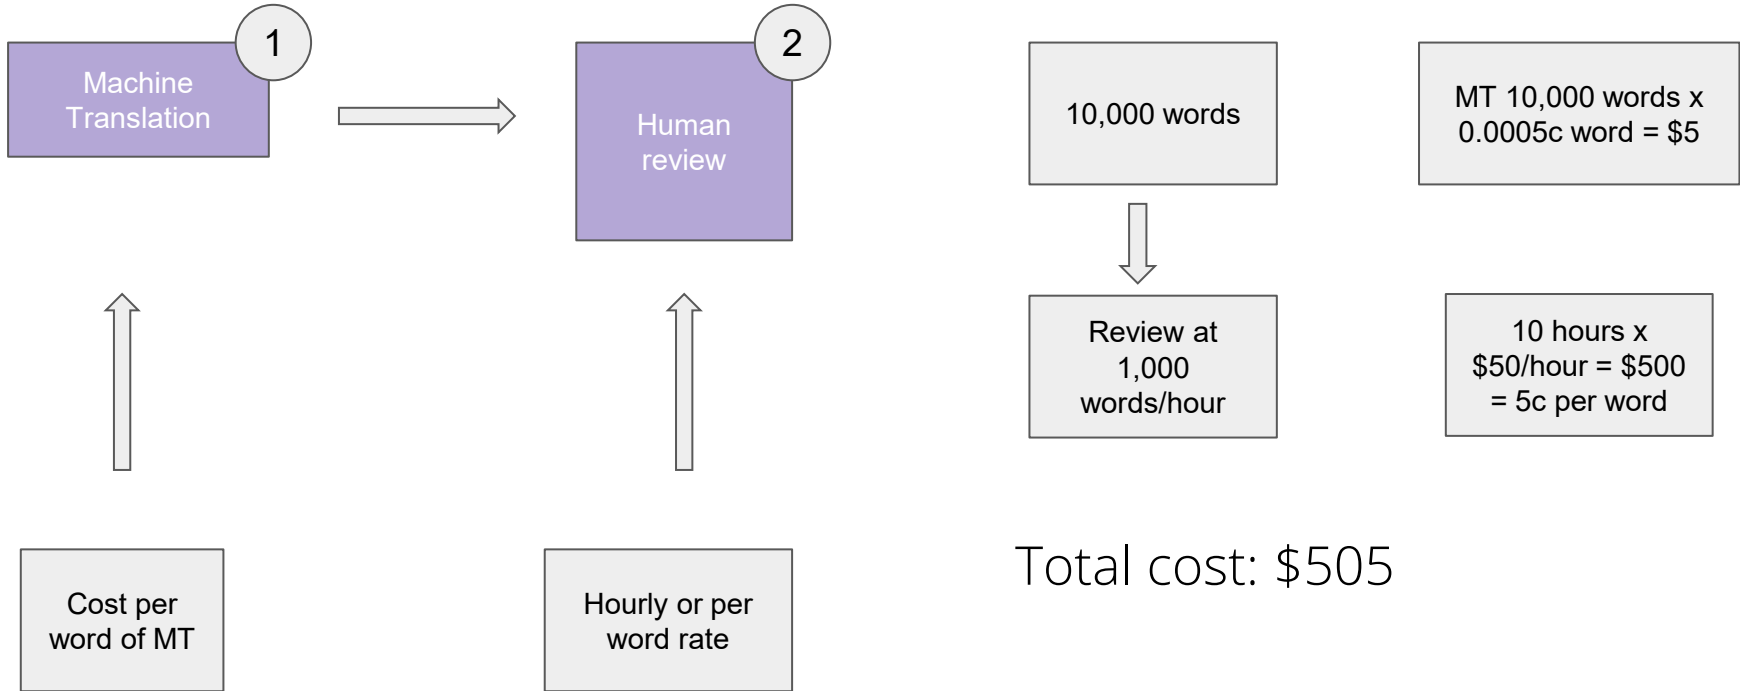 1
Machine
Translation
2
Human
review
Cost per
word of MT
Hourly or per
word rate
10,000 words
MT 10,000 words x
0.0005c word = $5
Review at
1,000
words/hour
10 hours x
$50/hour = $500
= 5c per word
Total cost: $505